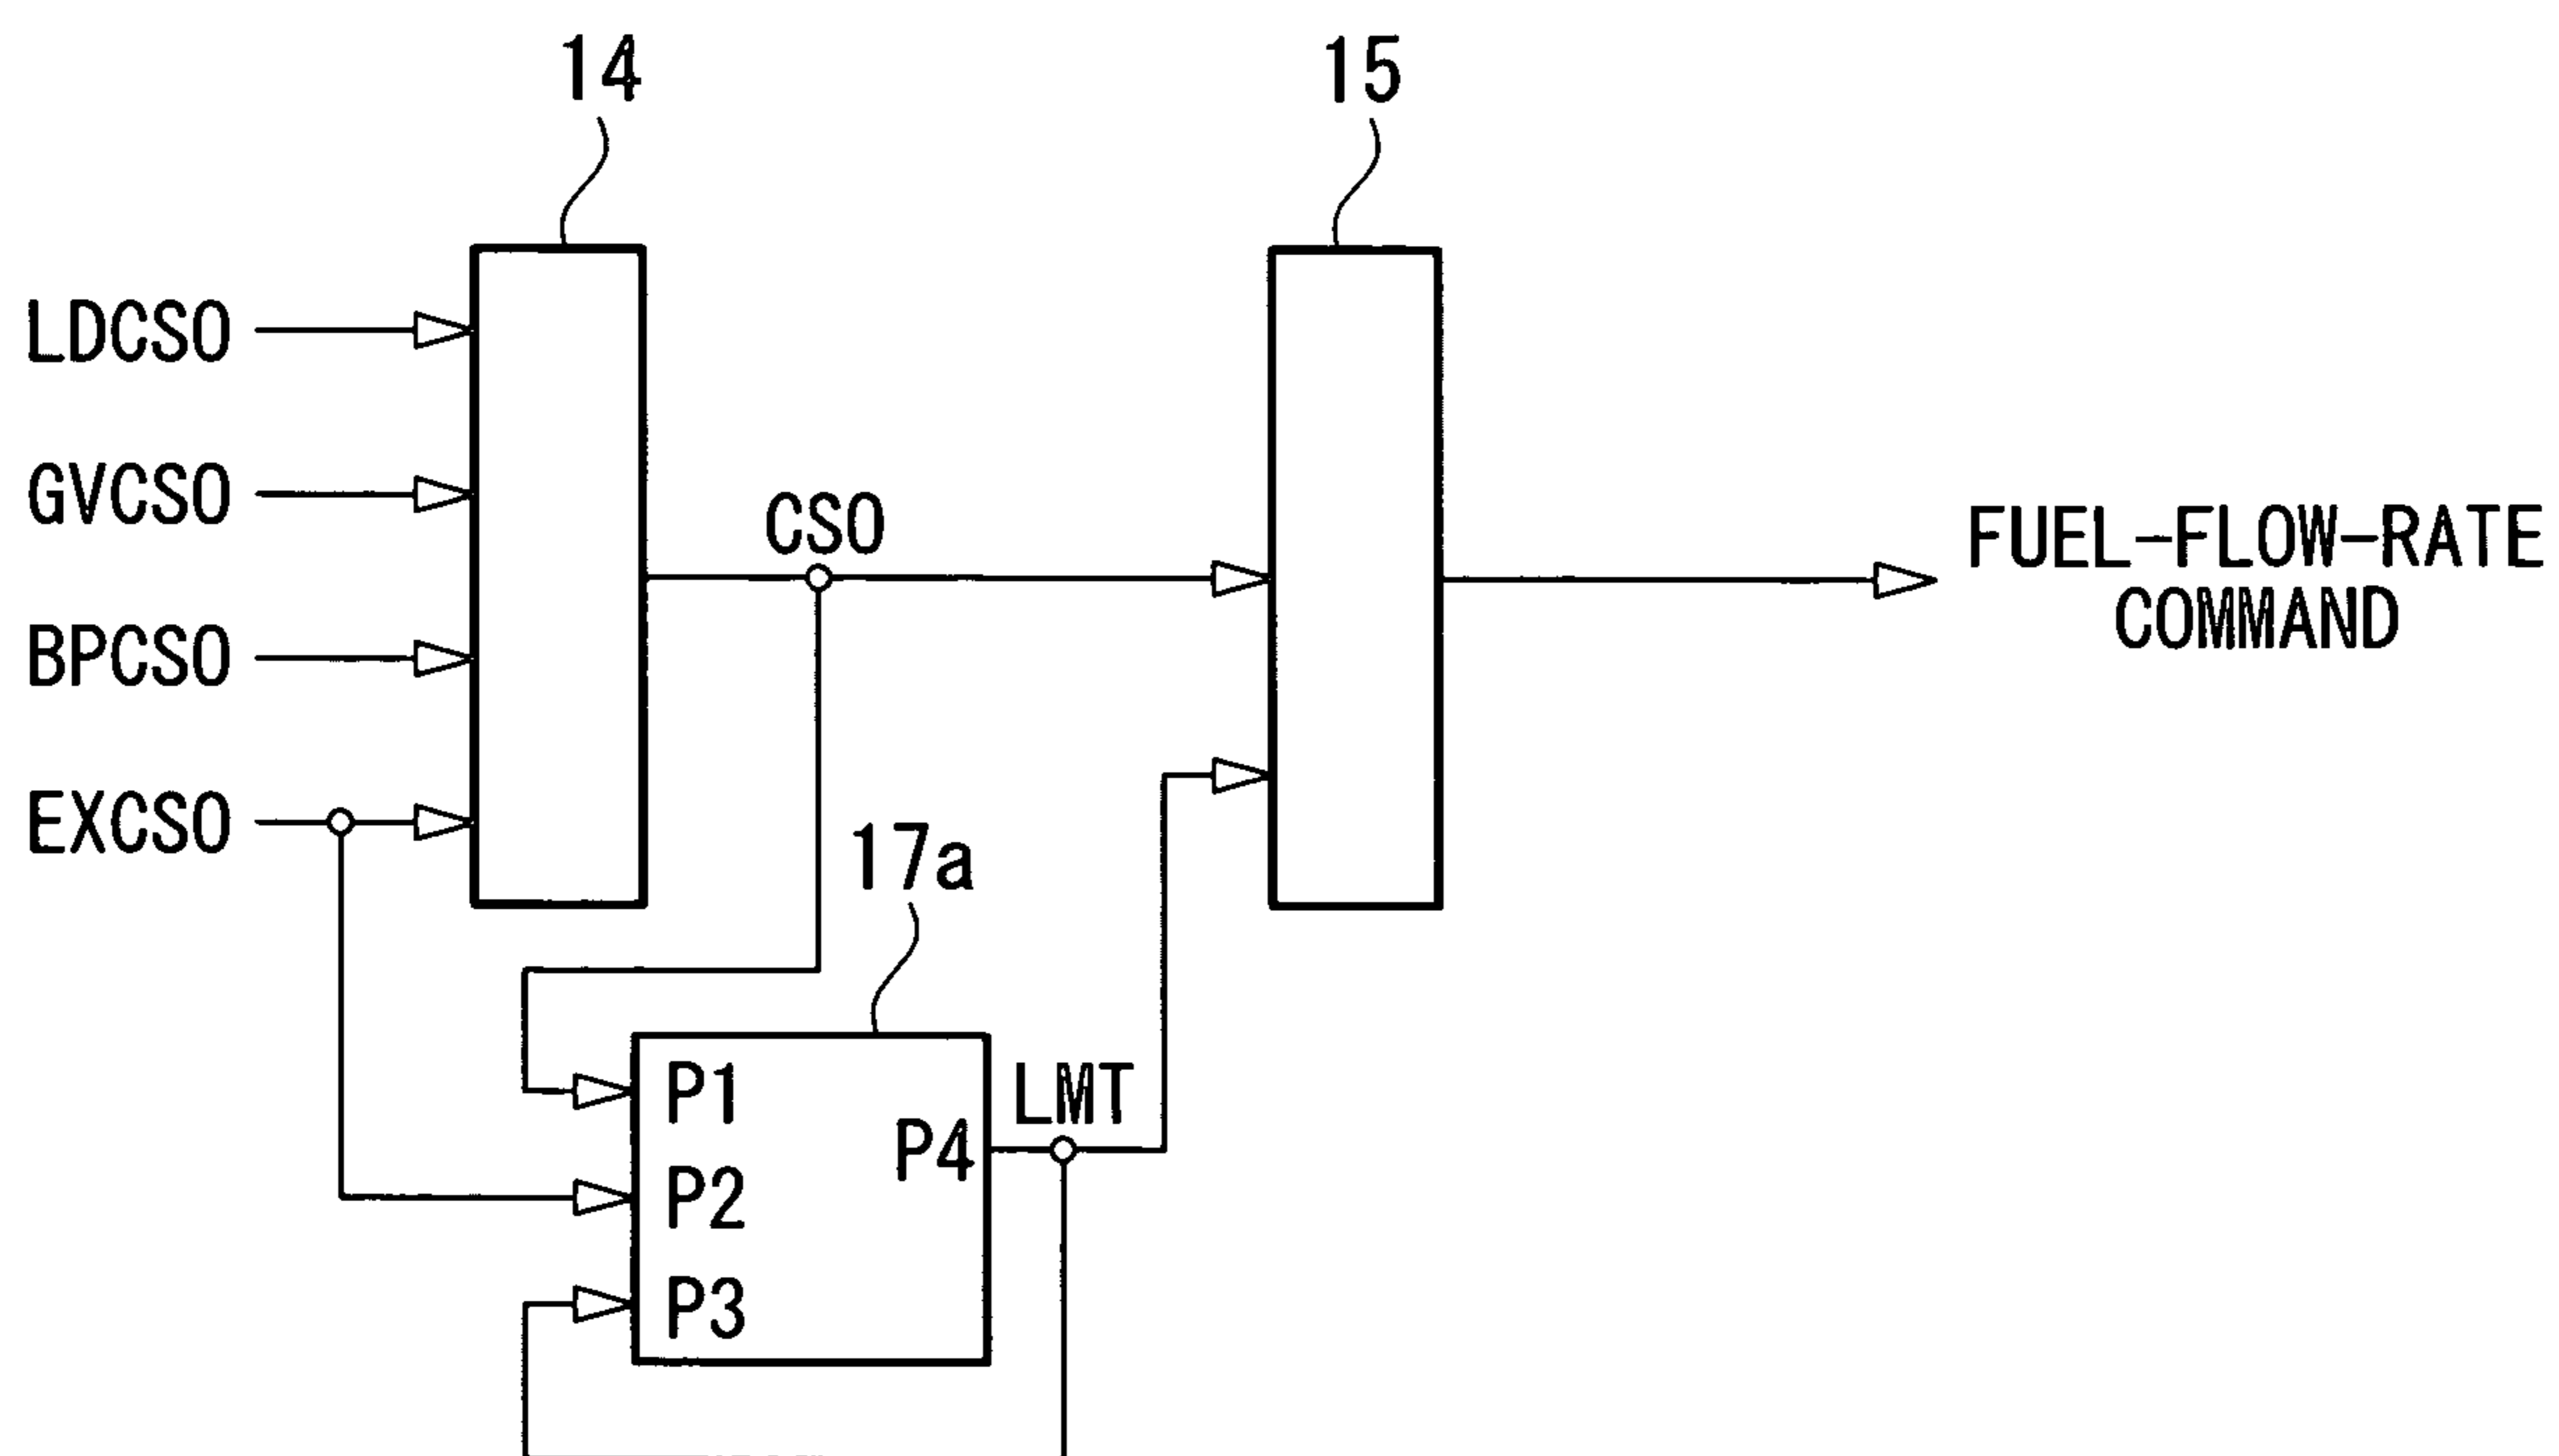 14
15
LDCSO
GVCSO
CSO
FUEL-FLOW-RATE
COMMAND
BPCSO
EXCSO
17a
P1
LMT
P4
P2
P3